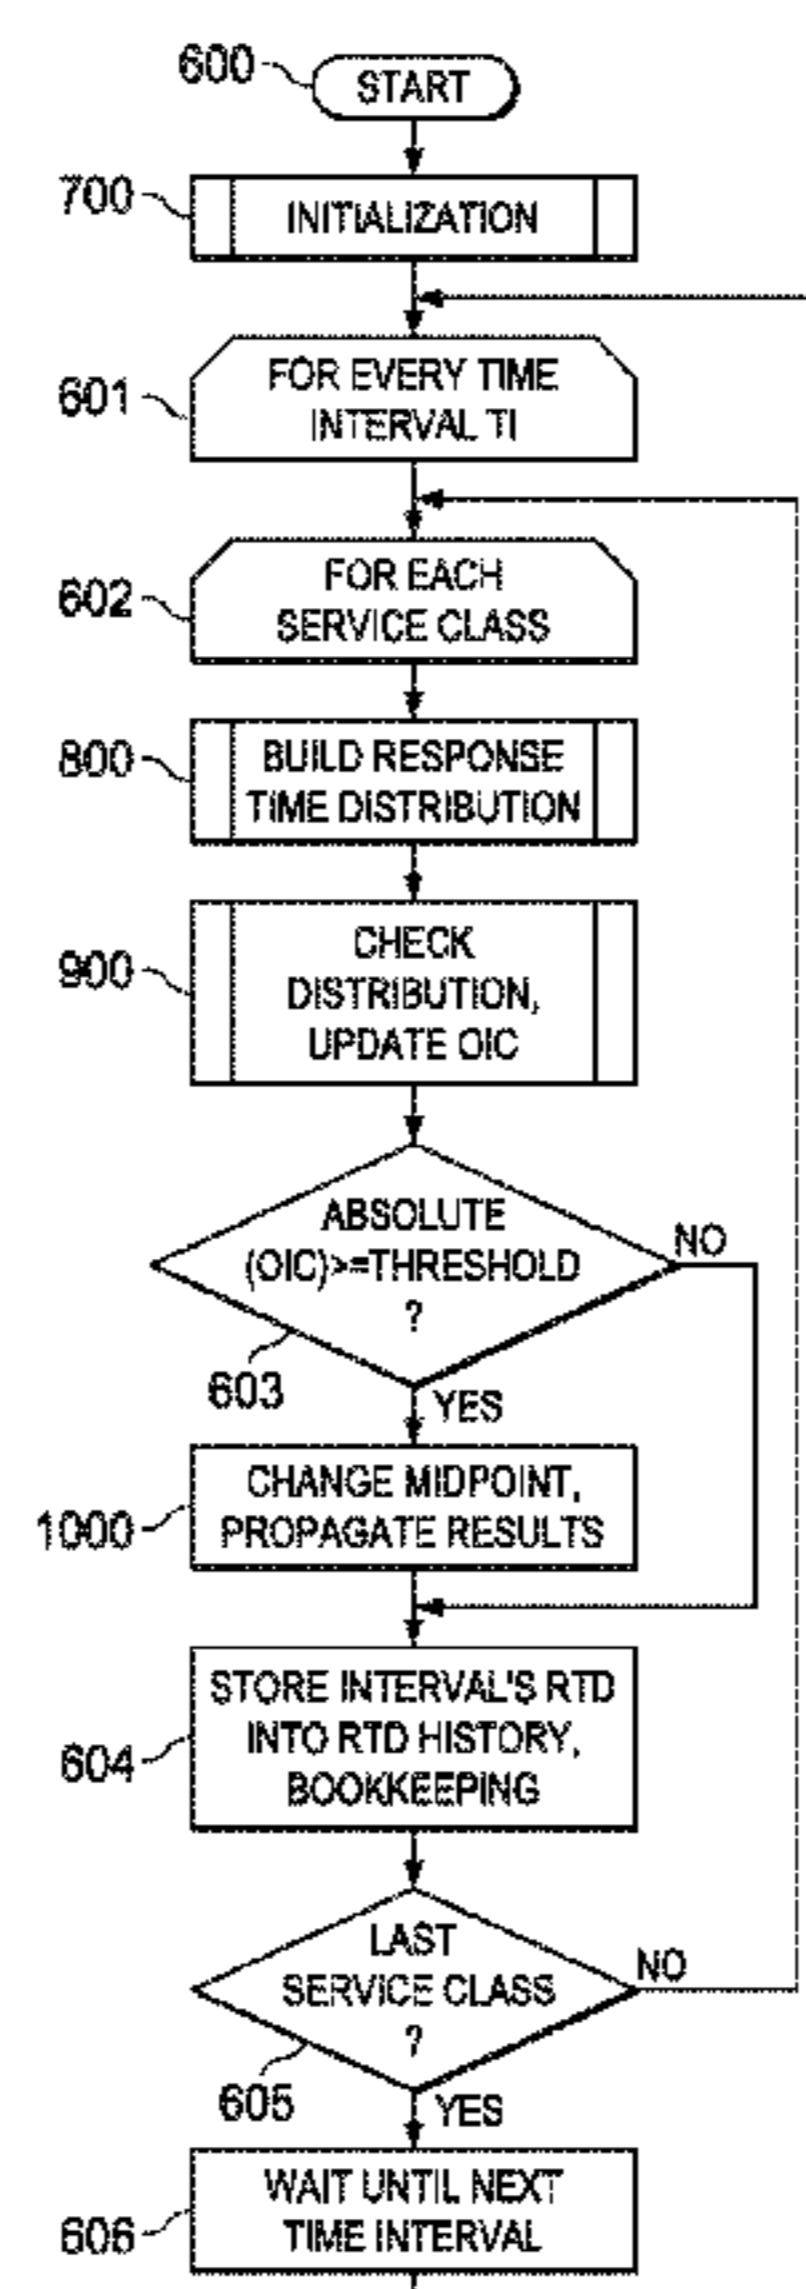 600
START
700
INITIALIZATION
601
FOR EVERY TIME
INTERVAL TI
602
FOR EACH
SERVICE CLASS
800
BUILD RESPONSE
TIME DISTRIBUTION
900
CHECK
DISTRIBUTION,
UPDATE OIC
ABSOLUTE
(OIC)>=THRESHOLD
?
NO
603
YES
1000
CHANGE MIDPOINT,
PROPAGATE RESULTS
604
STORE INTERVAL'S RTD
INTO RTD HISTORY,
BOOKKEEPING
LAST
SERVICE CLASS
?
NO
605
YES
606
WAIT UNTIL NEXT
TIME INTERVAL